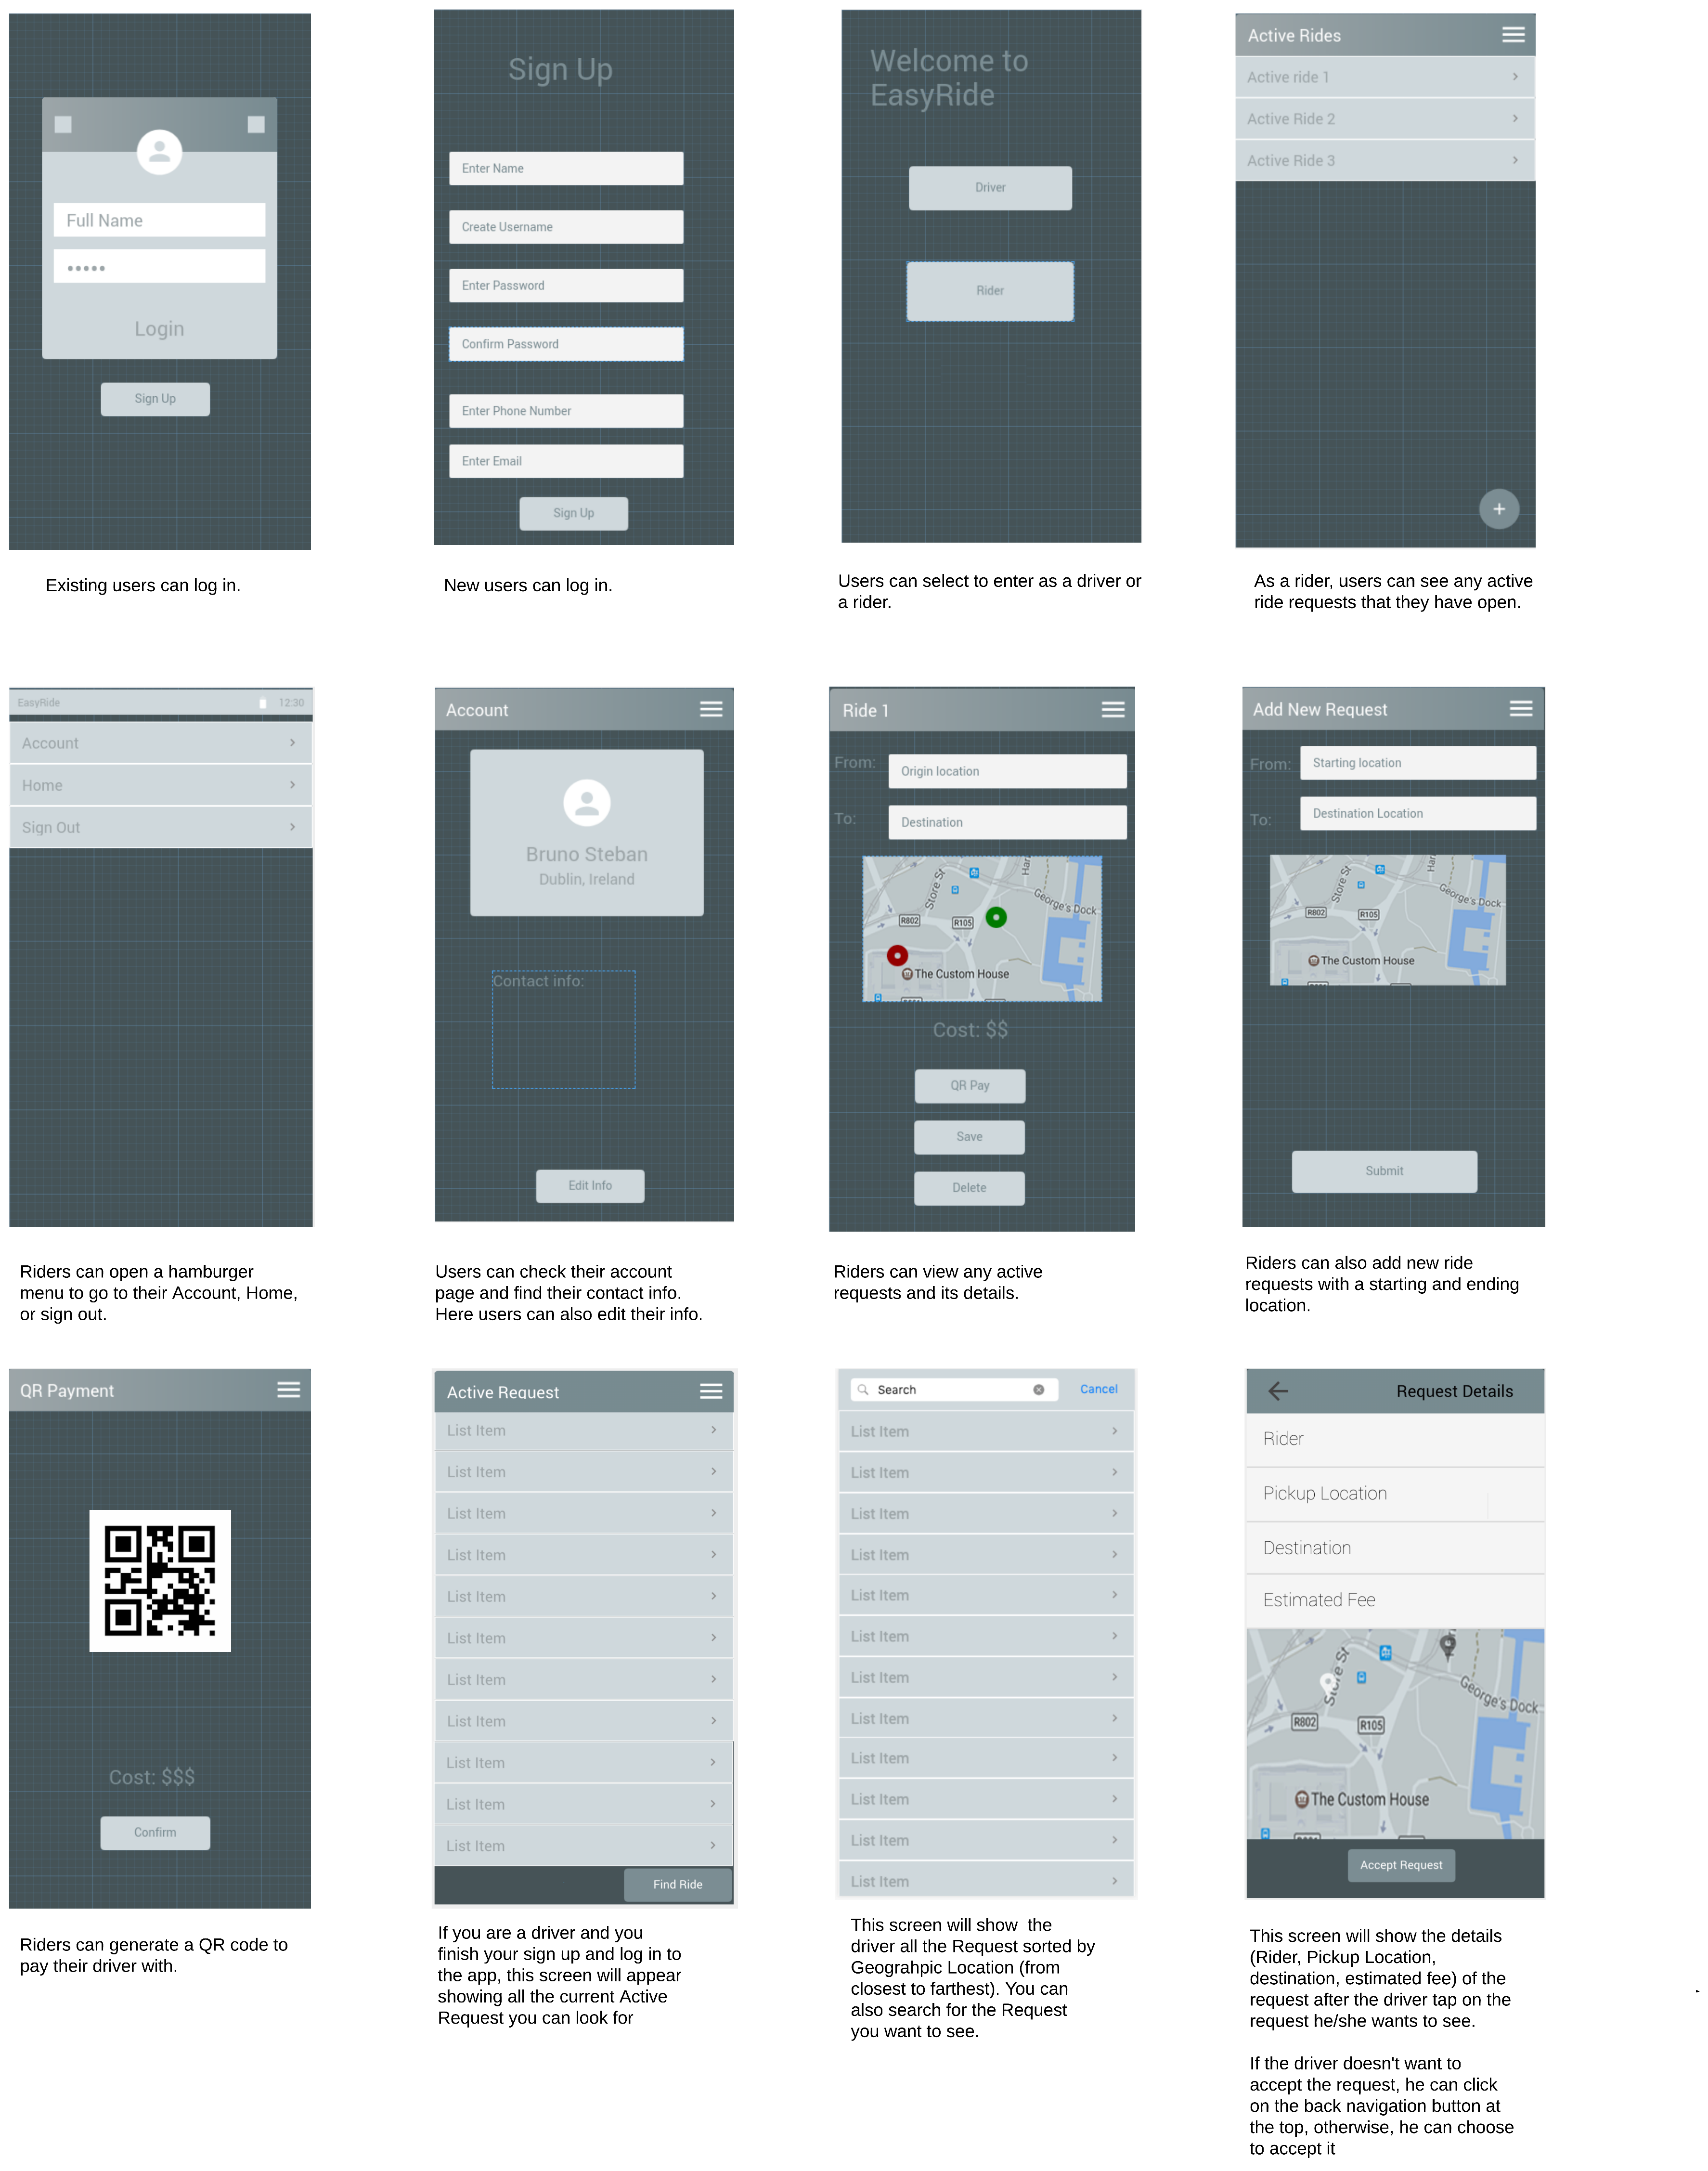 Full Name
•••••
Login
Sign Up
Existing users can log in.
Sign Up
Enter Name
Create Username
Enter Password
Confirm Password
Enter Phone Number
Enter Email
Sign Up
New users can log in.
Welcome to
EasyRide
Driver
Rider
Users can select to enter as a driver or
a rider.
Active Rides
Active ride 1
Active Ride 2
Active Ride 3
+
As a rider, users can see any active
ride requests that they have open.
EasyRide 12:30
Account
Home
Sign Out
Riders can open a hamburger
menu to go to their Account, Home,
or sign out.
Account
Bruno Steban
Dublin, Ireland
Contact info:
Edit Info
Users can check their account
page and find their contact info.
Here users can also edit their info.
Ride 1
From: Origin location
To: Destination
Store St
Har
George's Dock
R802
R105
The Custom House
Cost: $$
QR Pay
Save
Delete
Riders can view any active
requests and its details.
Add New Request
From: Starting location
To: Destination Location
Store St
Har
George's Dock
R802
R105
The Custom House
Submit
Riders can also add new ride
requests with a starting and ending
location.
QR Payment
Cost: $$$
Confirm
Riders can generate a QR code to
pay their driver with.
Active Request
List Item
List Item
List Item
List Item
List Item
List Item
List Item
List Item
List Item
List Item
List Item
Find Ride
If you are a driver and you
finish your sign up and log in to
the app, this screen will appear
showing all the current Active
Request you can look for
Search Cancel
List Item
List Item
List Item
List Item
List Item
List Item
List Item
List Item
List Item
List Item
List Item
List Item
This screen will show the
driver all the Request sorted by
Geograhpic Location (from
closest to farthest). You can
also search for the Request
you want to see.
Request Details
Rider
Pickup Location
Destination
Estimated Fee
Store St
George's Dock
R802
R105
The Custom House
Accept Request
This screen will show the details
(Rider, Pickup Location,
destination, estimated fee) of the
request after the driver tap on the
request he/she wants to see.
If the driver doesn't want to
accept the request, he can click
on the back navigation button at
the top, otherwise, he can choose
to accept it